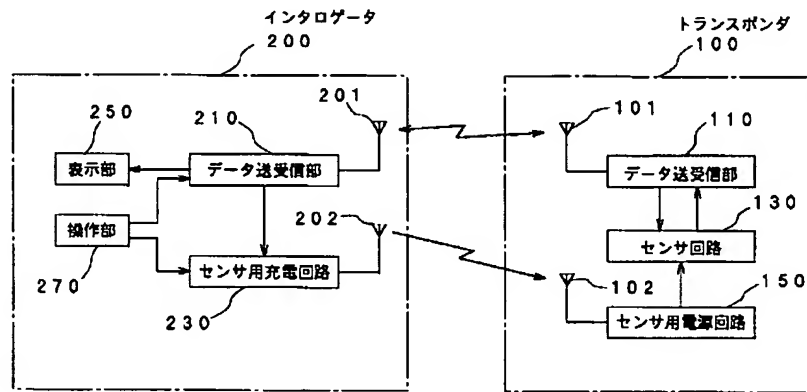 インタロゲータ
200
トランスポンダ
100
250
210
201
101
110
表示部
データ送受信部
データ送受信部
202
130
操作部
センサ回路
センサ用充電回路
102
150
270
230
センサ用電源回路